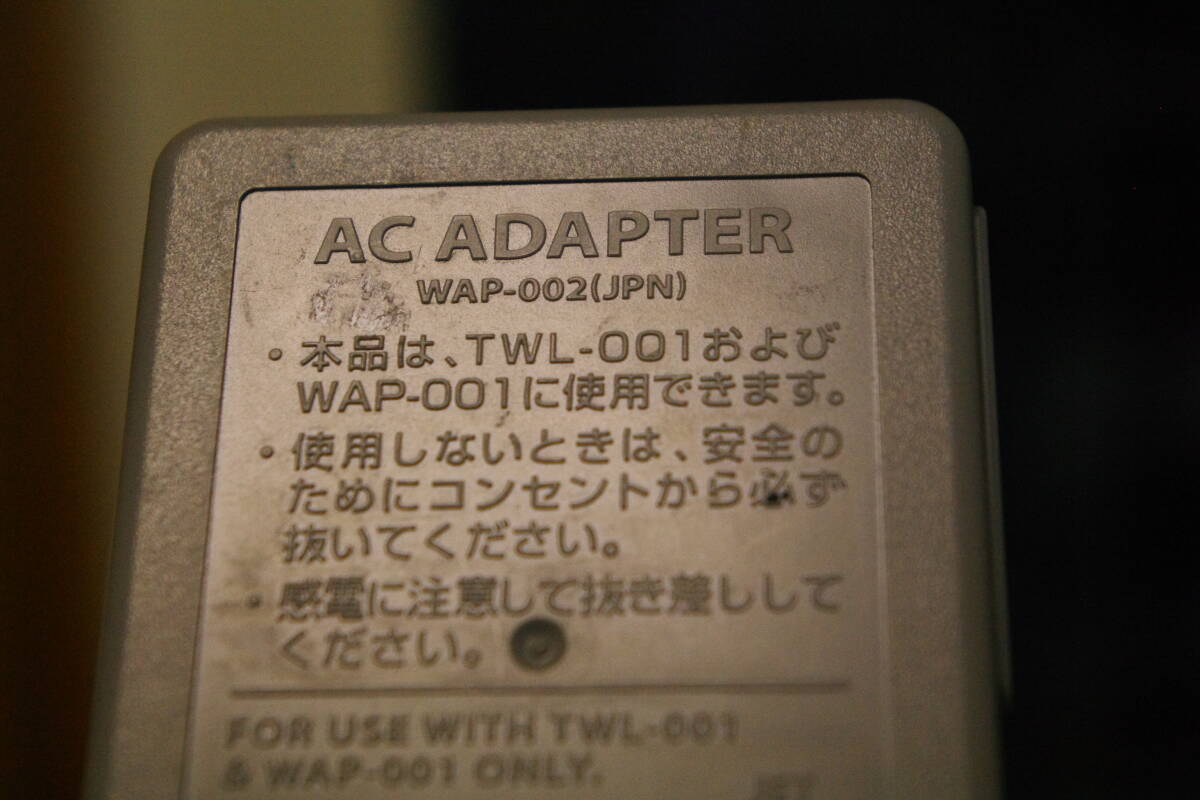 AC ADAPTER
WAP-002(JPN)
・本品は、TWL-001および
WAP-001に使用できます。
・使用しないときは、安全の
ためにコンセントから必ず
抜いてください。
・感電に注意して抜き差しして
ください。
FOR USE WITH TWL-001
& WAP-001 ONLY.
JET